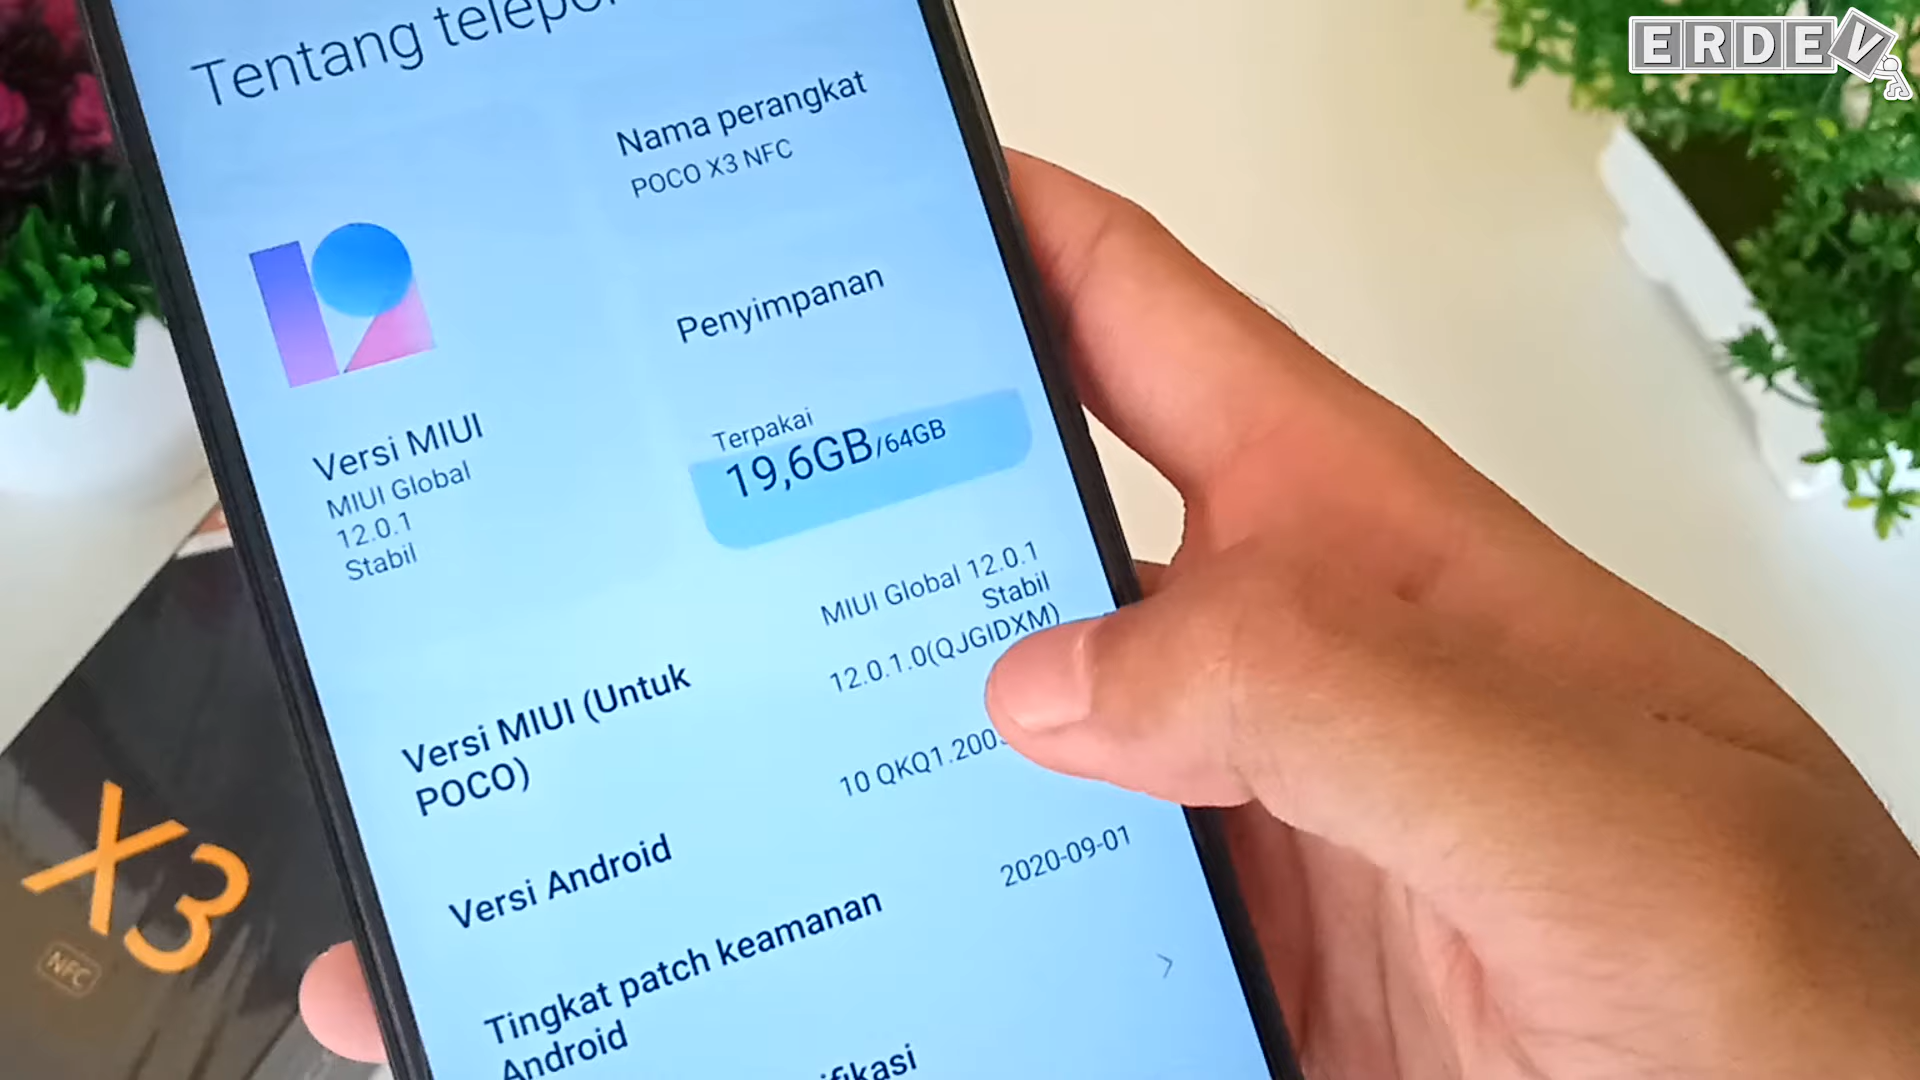 ERDEV
Tentang
Nama perangkat
POCO X3 NFC
Penyimpanan
Terpakai
19,6GB/64GB
Versi MIUI
MIUI Global
12.0.1
Stabil
MIUI Global 12.0.1
Stabil
12.0.1.0(QJGIDXM)
Versi MIUI (Untuk
POCO)
10 QKQ1.200
Versi Android
2020-09-01
Tingkat patch keamanan
Android
X3
NFC